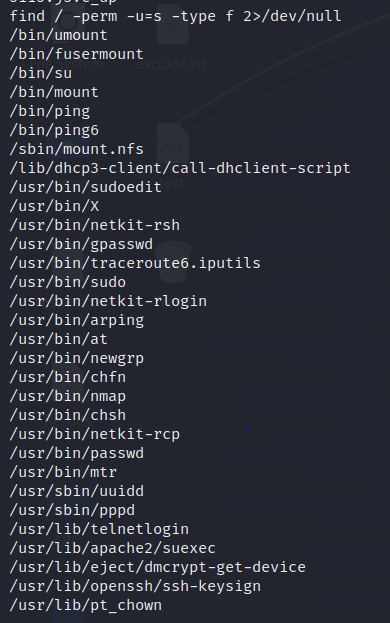 find / -perm -u=s -type f 2>/dev/null
/bin/umount
/bin/fusermount
/bin/su
/bin/mount
/bin/ping
/bin/ping6
/sbin/mount.nfs
/lib/dhcp3-client/call-dhclient-script
/usr/bin/sudoedit
/usr/bin/X
/usr/bin/netkit-rsh
/usr/bin/gpasswd
/usr/bin/traceroute6.iputils
/usr/bin/sudo
/usr/bin/netkit-rlogin
/usr/bin/arping
/usr/bin/at
/usr/bin/newgrp
/usr/bin/chfn
/usr/bin/nmap
/usr/bin/chsh
/usr/bin/netkit-rcp
/usr/bin/passwd
/usr/bin/mtr
/usr/sbin/uuidd
/usr/sbin/pppd
/usr/lib/telnetlogin
/usr/lib/apache2/suexec
/usr/lib/eject/dmcrypt-get-device
/usr/lib/openssh/ssh-keysign
/usr/lib/pt_chown
exclude.txt